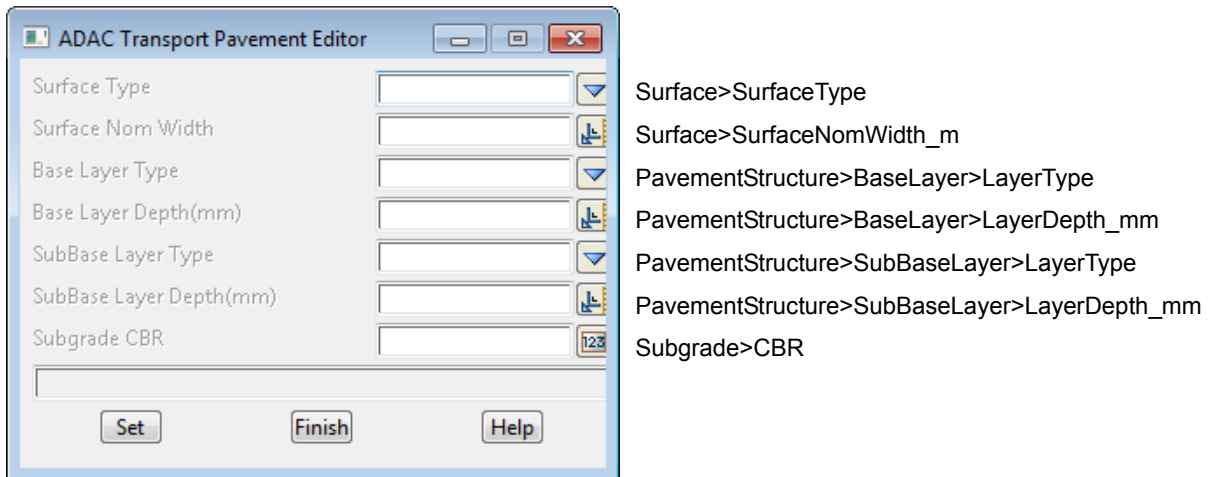 ADAC Transport Pavement Editor
Surface Type Surface>SurfaceType
Surface Nom Width Surface>SurfaceNomWidth_m
Base Layer Type PavementStructure>BaseLayer>LayerType
Base Layer Depth(mm) PavementStructure>BaseLayer>LayerDepth_mm
SubBase Layer Type PavementStructure>SubBaseLayer>LayerType
SubBase Layer Depth(mm) PavementStructure>SubBaseLayer>LayerDepth_mm
Subgrade CBR 123 Subgrade>CBR
Set Finish Help